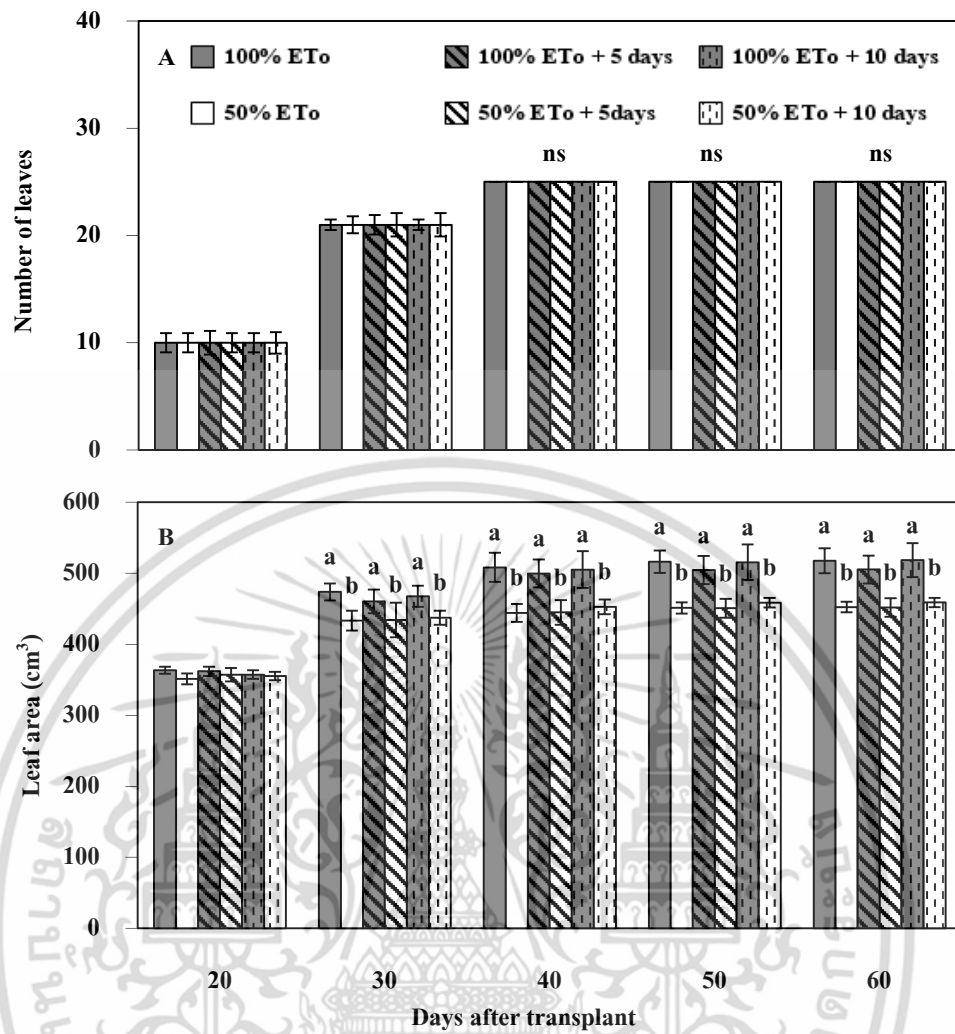 40
A 100% ETo 100% ETo + 5 days 100% ETo + 10 days
50% ETo 50% ETo + 5days 50% ETo + 10 days
30
ns ns ns
20
10
0
Number of leaves
600
B
a a a a a a a a a a a a
b b b b b b b b b b b b
500
400
300
200
100
0
Leaf area (cm³)
20 30 40 50 60
Days after transplant